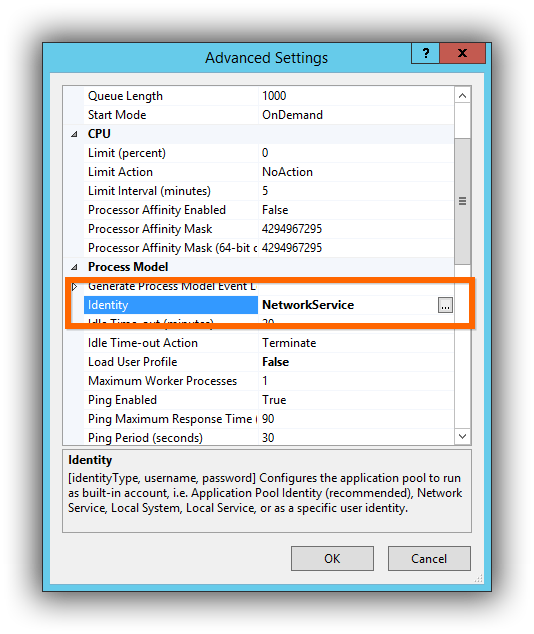 Advanced Settings
?
x
Queue Length 1000
Start Mode OnDemand
CPU
Limit (percent) 0
Limit Action NoAction
Limit Interval (minutes) 5
Processor Affinity Enabled False
Processor Affinity Mask 4294967295
Processor Affinity Mask (64-bit o 4294967295
Process Model
Generate Process Model Event L
Identity NetworkService ...
Idle Time-out (minutes) 20
Idle Time-out Action Terminate
Load User Profile False
Maximum Worker Processes 1
Ping Enabled True
Ping Maximum Response Time ( 90
Ping Period (seconds) 30
Identity
[identityType, username, password] Configures the application pool to run
as built-in account, i.e. Application Pool Identity (recommended), Network
Service, Local System, Local Service, or as a specific user identity.
OK Cancel